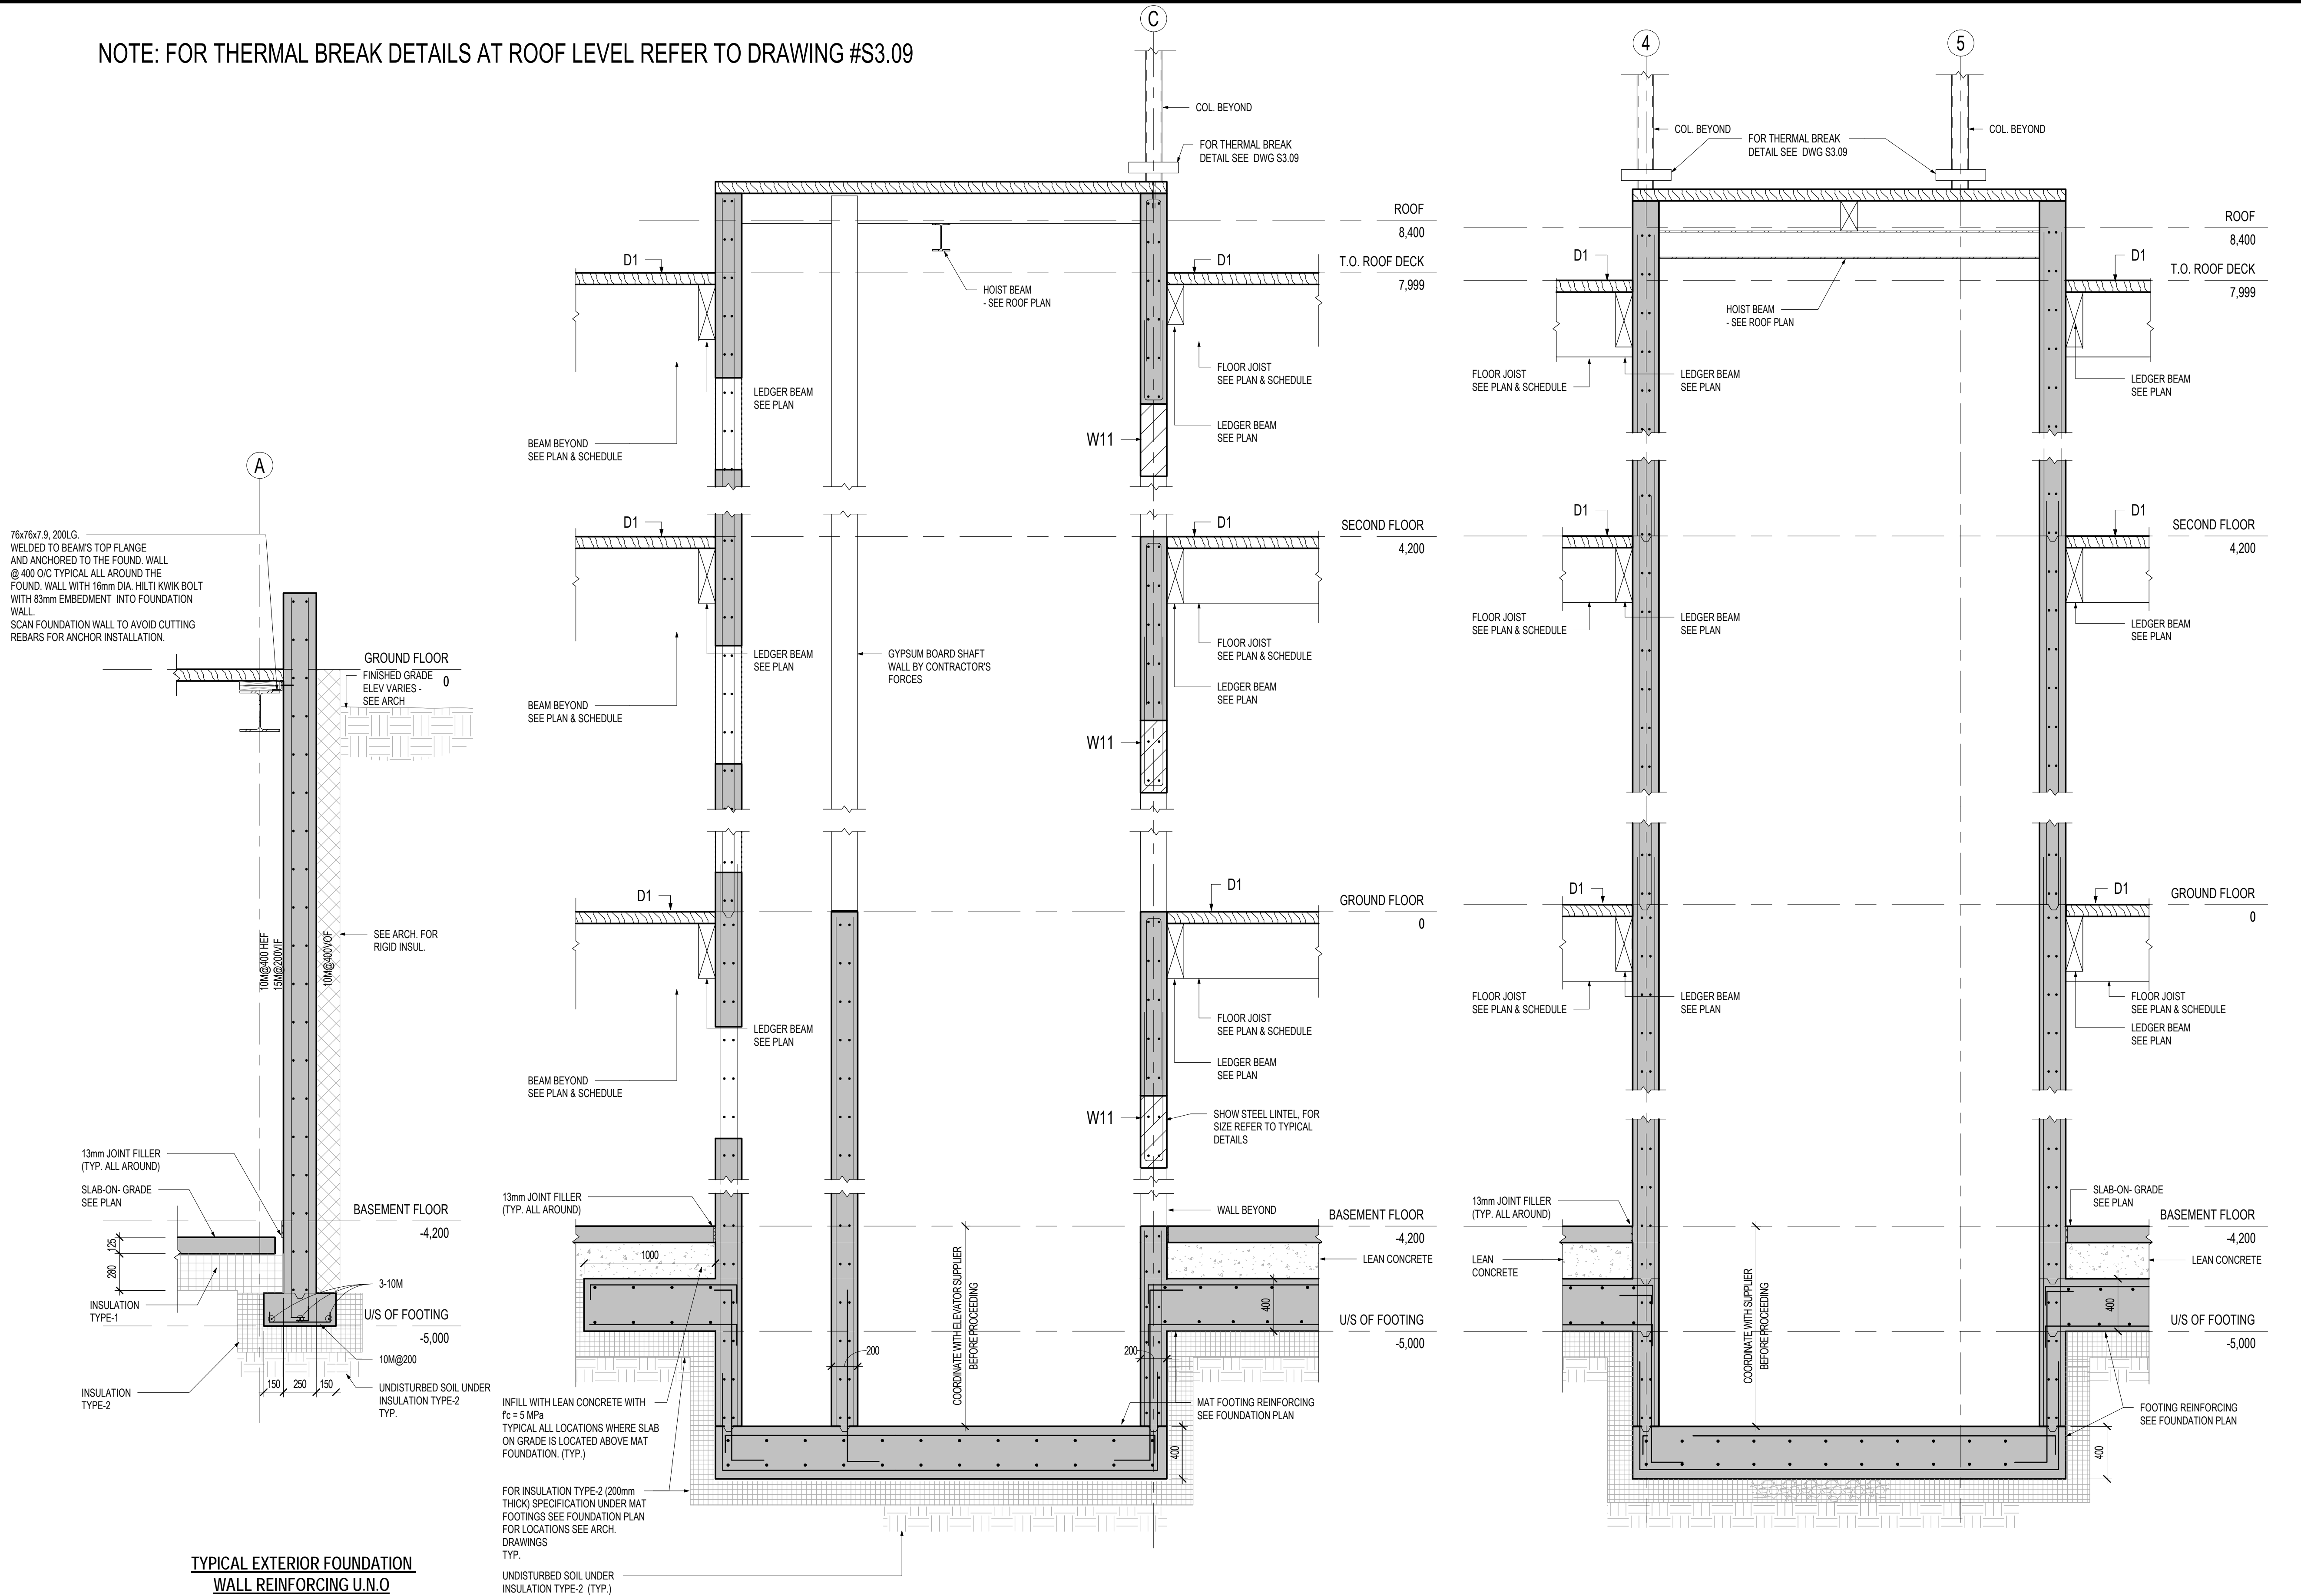 NOTE: FOR THERMAL BREAK DETAILS AT ROOF LEVEL REFER TO DRAWING #S3.09
A
76x76x7.9, 200LG.
WELDED TO BEAM'S TOP FLANGE
AND ANCHORED TO THE FOUND. WALL
@ 400 O/C TYPICAL ALL AROUND THE
FOUND. WALL WITH 16mm DIA. HILTI KWIK BOLT
WITH 83mm EMBEDMENT INTO FOUNDATION
WALL.
SCAN FOUNDATION WALL TO AVOID CUTTING
REBARS FOR ANCHOR INSTALLATION.
GROUND FLOOR
0
FINISHED GRADE
ELEV VARIES -
SEE ARCH
10M@400 HEF
15M@200VIF
10M@400VOF
SEE ARCH. FOR
RIGID INSUL.
13mm JOINT FILLER
(TYP. ALL AROUND)
SLAB-ON- GRADE
SEE PLAN
BASEMENT FLOOR
-4,200
125
280
3-10M
INSULATION
TYPE-1
U/S OF FOOTING
-5,000
10M@200
150
250
150
INSULATION
TYPE-2
UNDISTURBED SOIL UNDER
INSULATION TYPE-2
TYP.
TYPICAL EXTERIOR FOUNDATION
WALL REINFORCING U.N.O
C
COL. BEYOND
FOR THERMAL BREAK
DETAIL SEE DWG S3.09
ROOF
8,400
D1
D1
T.O. ROOF DECK
7,999
HOIST BEAM
- SEE ROOF PLAN
FLOOR JOIST
SEE PLAN & SCHEDULE
LEDGER BEAM
SEE PLAN
LEDGER BEAM
SEE PLAN
BEAM BEYOND
SEE PLAN & SCHEDULE
W11
D1
D1
SECOND FLOOR
4,200
FLOOR JOIST
SEE PLAN & SCHEDULE
LEDGER BEAM
SEE PLAN
GYPSUM BOARD SHAFT
WALL BY CONTRACTOR'S
FORCES
LEDGER BEAM
SEE PLAN
BEAM BEYOND
SEE PLAN & SCHEDULE
W11
D1
D1
GROUND FLOOR
0
FLOOR JOIST
SEE PLAN & SCHEDULE
LEDGER BEAM
SEE PLAN
LEDGER BEAM
SEE PLAN
BEAM BEYOND
SEE PLAN & SCHEDULE
W11
SHOW STEEL LINTEL, FOR
SIZE REFER TO TYPICAL
DETAILS
13mm JOINT FILLER
(TYP. ALL AROUND)
WALL BEYOND
BASEMENT FLOOR
-4,200
1000
LEAN CONCRETE
COORDINATE WITH ELEVATOR SUPPLIER
BEFORE PROCEEDING
400
U/S OF FOOTING
-5,000
200
200
INFILL WITH LEAN CONCRETE WITH
f'c = 5 MPa
TYPICAL ALL LOCATIONS WHERE SLAB
ON GRADE IS LOCATED ABOVE MAT
FOUNDATION. (TYP.)
MAT FOOTING REINFORCING
SEE FOUNDATION PLAN
400
FOR INSULATION TYPE-2 (200mm
THICK) SPECIFICATION UNDER MAT
FOOTINGS SEE FOUNDATION PLAN
FOR LOCATIONS SEE ARCH.
DRAWINGS
TYP.
UNDISTURBED SOIL UNDER
INSULATION TYPE-2 (TYP.)
4
5
COL. BEYOND
FOR THERMAL BREAK
DETAIL SEE DWG S3.09
COL. BEYOND
ROOF
8,400
D1
D1
T.O. ROOF DECK
7,999
HOIST BEAM
- SEE ROOF PLAN
FLOOR JOIST
SEE PLAN & SCHEDULE
LEDGER BEAM
SEE PLAN
LEDGER BEAM
SEE PLAN
D1
D1
SECOND FLOOR
4,200
FLOOR JOIST
SEE PLAN & SCHEDULE
LEDGER BEAM
SEE PLAN
LEDGER BEAM
SEE PLAN
D1
D1
GROUND FLOOR
0
FLOOR JOIST
SEE PLAN & SCHEDULE
LEDGER BEAM
SEE PLAN
FLOOR JOIST
SEE PLAN & SCHEDULE
LEDGER BEAM
SEE PLAN
13mm JOINT FILLER
(TYP. ALL AROUND)
SLAB-ON- GRADE
SEE PLAN
BASEMENT FLOOR
-4,200
LEAN
CONCRETE
LEAN CONCRETE
COORDINATE WITH SUPPLIER
BEFORE PROCEEDING
400
U/S OF FOOTING
-5,000
FOOTING REINFORCING
SEE FOUNDATION PLAN
400